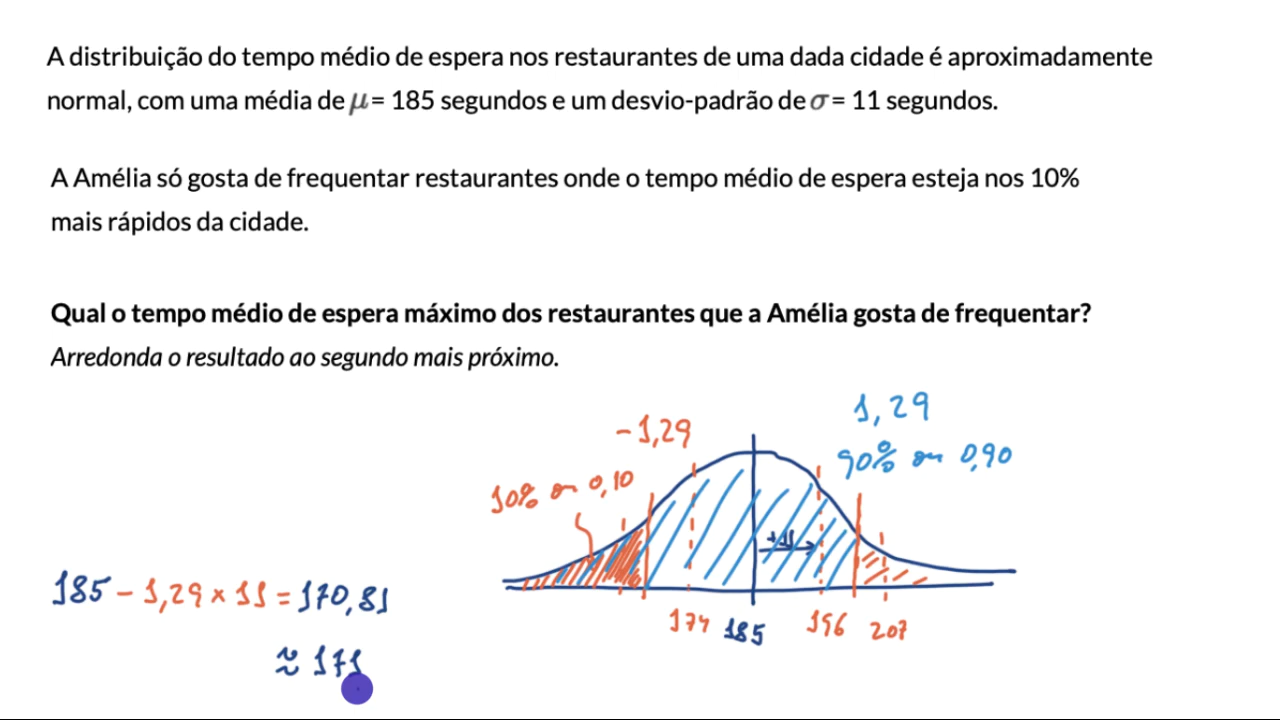 A distribuição do tempo médio de espera nos restaurantes de uma dada cidade é aproximadamente
normal, com uma média de μ= 185 segundos e um desvio-padrão de σ= 11 segundos.
A Amélia só gosta de frequentar restaurantes onde o tempo médio de espera esteja nos 10%
mais rápidos da cidade.
Qual o tempo médio de espera máximo dos restaurantes que a Amélia gosta de frequentar?
Arredonda o resultado ao segundo mais próximo.
1,29
-1,29
90% ou 0,90
10% ou 0,10
+11
185 - 1,29 × 11 = 170,81
174 185 196 207
≈ 171